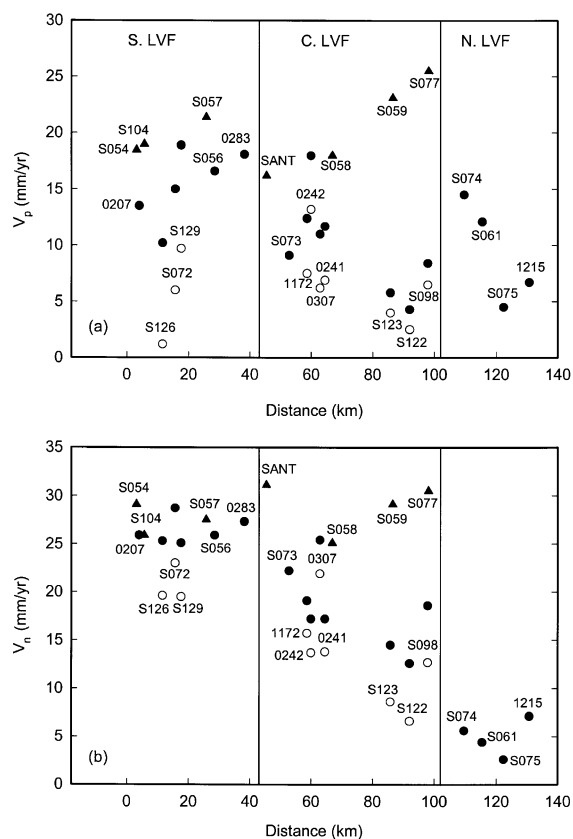 30
25
20
15
10
5
0
V_p (mm/yr)
S. LVF
C. LVF
N. LVF
S077
S057
S059
S104
0283
S054
S056
SANT
S058
S074
0242
0207
S129
S073
S061
S072
1172
0241
0307
S098
1215
S075
S123
S126
S122
(a)
0 20 40 60 80 100 120 140
Distance (km)
35
30
25
20
15
10
5
0
V_n (mm/yr)
SANT
S054
S077
S057
0283
S059
S104
S058
0207
S056
S073
0307
S072
S126
S129
1172
0241
0242
S098
S123
S122
S074
1215
S061
S075
(b)
0 20 40 60 80 100 120 140
Distance (km)